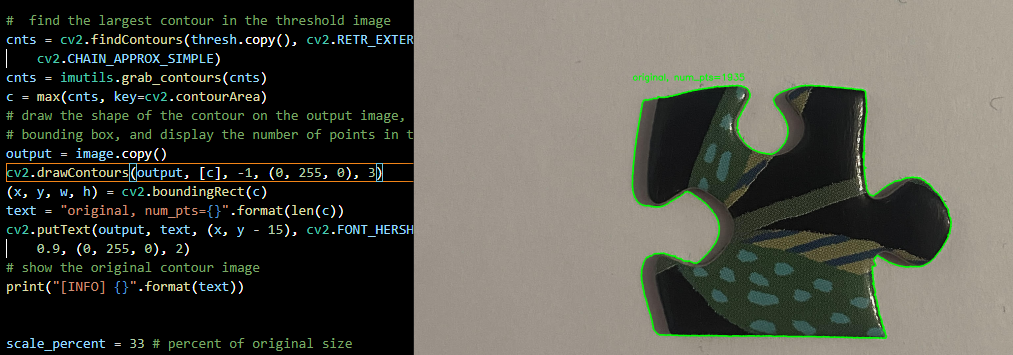 #  find the largest contour in the threshold image
cnts = cv2.findContours(thresh.copy(), cv2.RETR_EXTER
cv2.CHAIN_APPROX_SIMPLE)
cnts = imutils.grab_contours(cnts)
c = max(cnts, key=cv2.contourArea)
# draw the shape of the contour on the output image,
# bounding box, and display the number of points in t
output = image.copy()
cv2.drawContours(output, [c], -1, (0, 255, 0), 3)
(x, y, w, h) = cv2.boundingRect(c)
text = "original, num_pts={}".format(len(c))
cv2.putText(output, text, (x, y - 15), cv2.FONT_HERSH
0.9, (0, 255, 0), 2)
# show the original contour image
print("[INFO] {}".format(text))
scale_percent = 33 # percent of original size
original, num_pts=